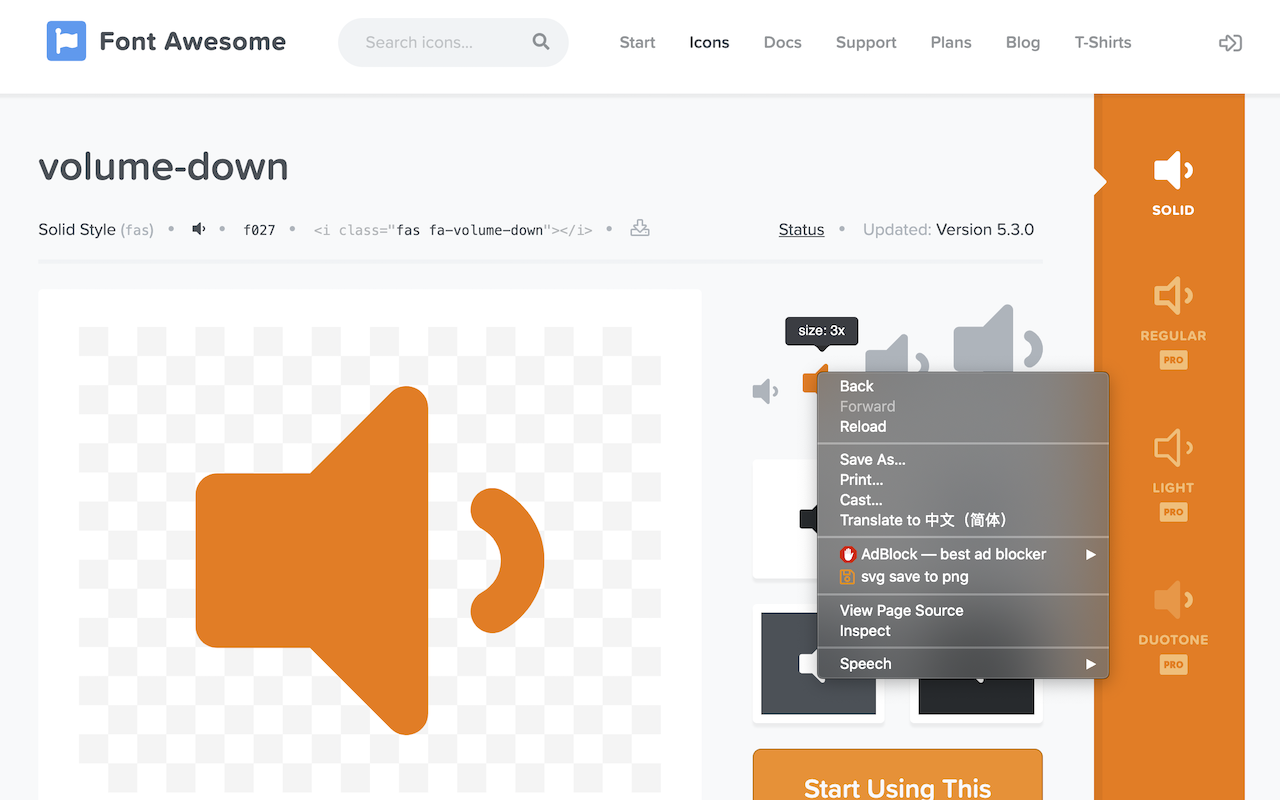 Font Awesome
Search icons...
Start
Icons
Docs
Support
Plans
Blog
T-Shirts
volume-down
Solid Style (fas)
f027
<i class="fas fa-volume-down"></i>
Status
Updated: Version 5.3.0
size: 3x
Back
Forward
Reload
Save As...
Print...
Cast...
Translate to 中文（简体）
AdBlock — best ad blocker
svg save to png
View Page Source
Inspect
Speech
Start Using This
SOLID
REGULAR
PRO
LIGHT
PRO
DUOTONE
PRO